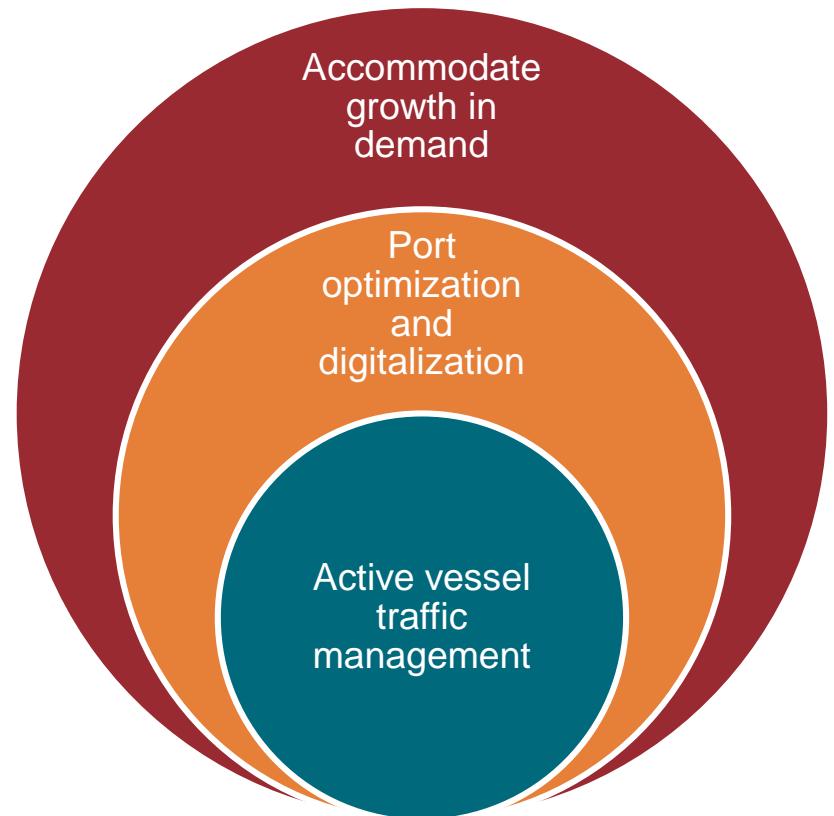 Accommodate
growth in
demand
Port
optimization
and
digitalization
Active vessel
traffic
management